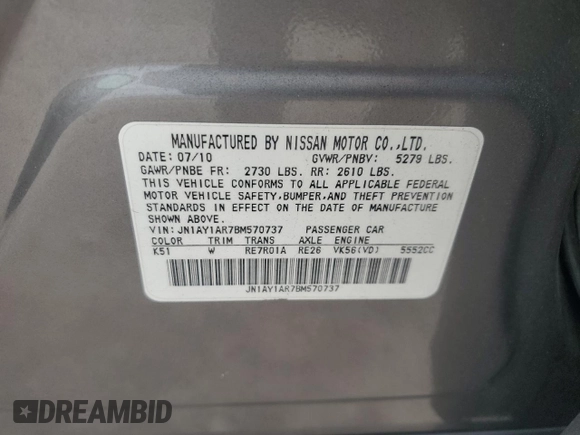 MANUFACTURED BY NISSAN MOTOR CO.,LTD.
DATE: 07/10 GVWR/PNBV: 5279 LBS.
GAWR/PNBE FR: 2730 LBS. RR: 2610 LBS.
THIS VEHICLE CONFORMS TO ALL APPLICABLE FEDERAL
MOTOR VEHICLE SAFETY,BUMPER,AND THEFT PREVENTION
STANDARDS IN EFFECT ON THE DATE OF MANUFACTURE
SHOWN ABOVE.
VIN: JN1AY1AR7BM570737 PASSENGER CAR
COLOR TRIM TRANS AXLE ENGINE
K51 W RE7R01A RE26 VK56(VD) 5552CC
JN1AY1AR7BM570737
DREAMBID